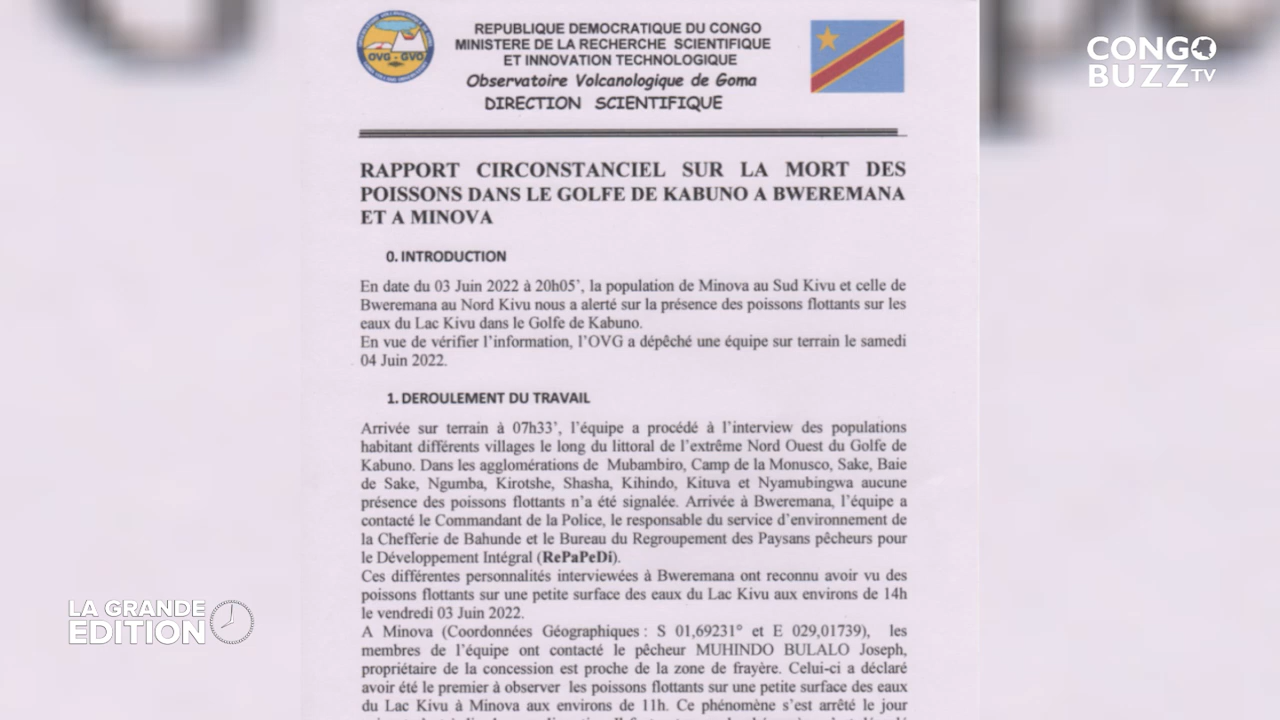 REPUBLIQUE DEMOCRATIQUE DU CONGO
MINISTERE DE LA RECHERCHE SCIENTIFIQUE
ET INNOVATION TECHNOLOGIQUE
Observatoire Volcanologique de Goma
DIRECTION SCIENTIFIQUE
OVG - GVO
CONGO
BUZZ TV
RAPPORT CIRCONSTANCIEL SUR LA MORT DES
POISSONS DANS LE GOLFE DE KABUNO A BWEREMANA
ET A MINOVA
0. INTRODUCTION
En date du 03 Juin 2022 à 20h05’, la population de Minova au Sud Kivu et celle de
Bweremana au Nord Kivu nous a alerté sur la présence des poissons flottants sur les
eaux du Lac Kivu dans le Golfe de Kabuno.
En vue de vérifier l’information, l’OVG a dépêché une équipe sur terrain le samedi
04 Juin 2022.
1. DEROULEMENT DU TRAVAIL
Arrivée sur terrain à 07h33’, l’équipe a procédé à l’interview des populations
habitant différents villages le long du littoral de l’extrême Nord Ouest du Golfe de
Kabuno. Dans les agglomérations de Mubambiro, Camp de la Monusco, Sake, Baie
de Sake, Ngumba, Kirotshe, Shasha, Kihindo, Kituva et Nyamubingwa aucune
présence des poissons flottants n’a été signalée. Arrivée à Bweremana, l’équipe a
contacté le Commandant de la Police, le responsable du service d’environnement de
la Chefferie de Bahunde et le Bureau du Regroupement des Paysans pêcheurs pour
le Développement Intégral (RePaPeDi).
Ces différentes personnalités interviewées à Bweremana ont reconnu avoir vu des
poissons flottants sur une petite surface des eaux du Lac Kivu aux environs de 14h
le vendredi 03 Juin 2022.
A Minova (Coordonnées Géographiques : S 01,69231° et E 029,01739), les
membres de l’équipe ont contacté le pêcheur MUHINDO BULALO Joseph,
propriétaire de la concession est proche de la zone de frayère. Celui-ci a déclaré
avoir été le premier à observer les poissons flottants sur une petite surface des eaux
du Lac Kivu à Minova aux environs de 11h. Ce phénomène s’est arrêté le jour
LA GRANDE
EDITION